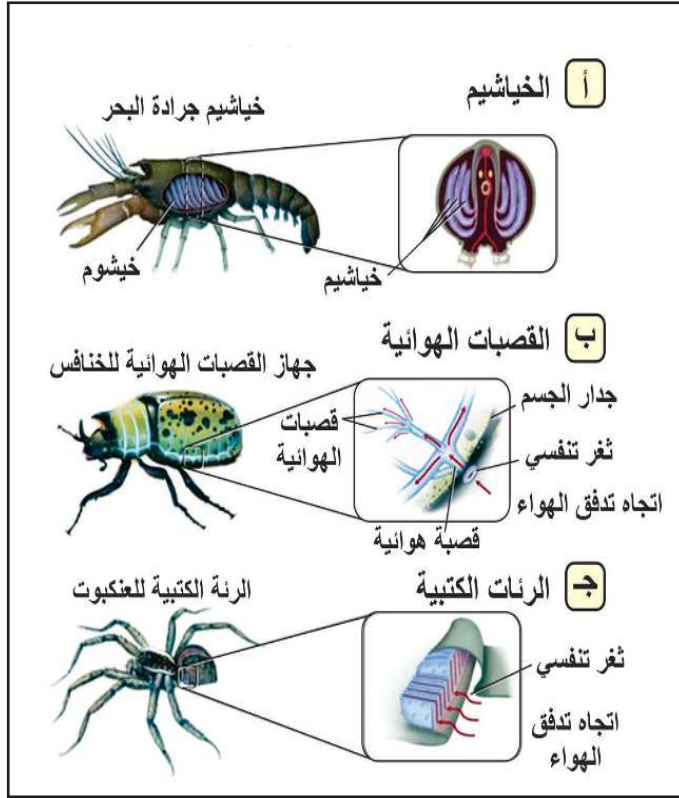 أ الخياشيم
خياشيم جرادة البحر
خيشوم
خياشيم
ب القصبات الهوائية
جهاز القصبات الهوائية للخنافس
جدار الجسم
قصبات
الهوائية
ثغر تنفسي
اتجاه تدفق الهواء
قصبة هوائية
جـ الرئات الكتبية
الرئة الكتبية للعنكبوت
ثغر تنفسي
اتجاه تدفق
الهواء